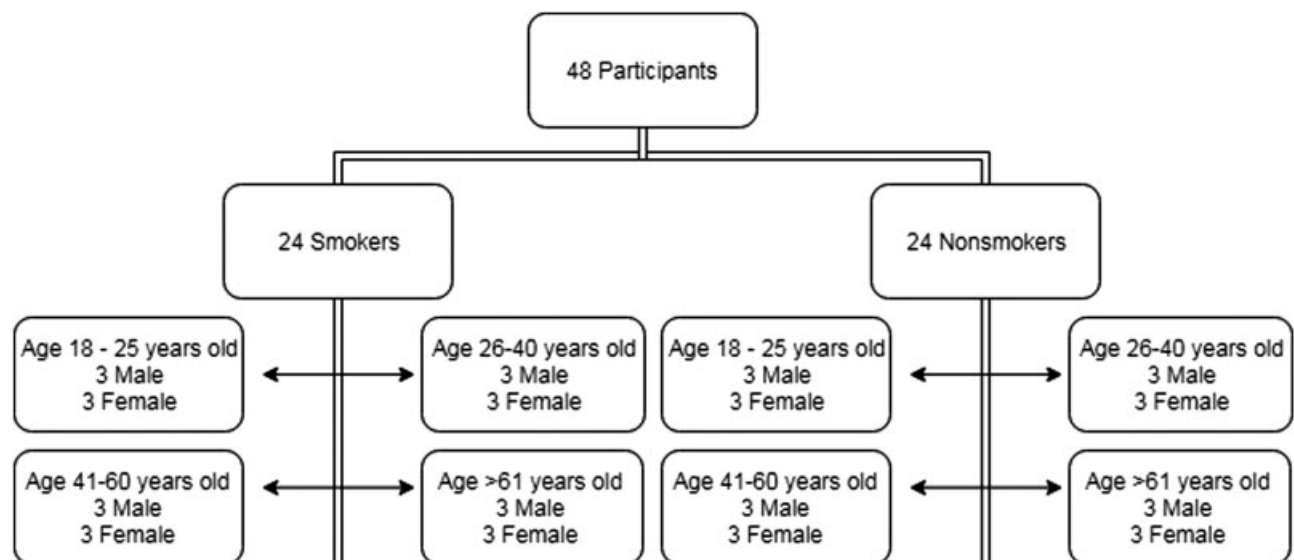 48 Participants
24 Smokers
24 Nonsmokers
Age 18 - 25 years old
3 Male
3 Female
Age 26-40 years old
3 Male
3 Female
Age 18 - 25 years old
3 Male
3 Female
Age 26-40 years old
3 Male
3 Female
Age 41-60 years old
3 Male
3 Female
Age >61 years old
3 Male
3 Female
Age 41-60 years old
3 Male
3 Female
Age >61 years old
3 Male
3 Female